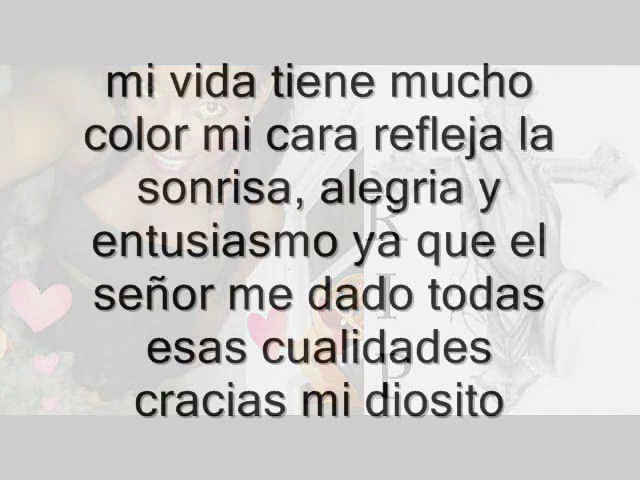 mi vida tiene mucho
color mi cara refleja la
sonrisa, alegria y
entusiasmo ya que el
señor me dado todas
esas cualidades
cracias mi diosito
R
I
P